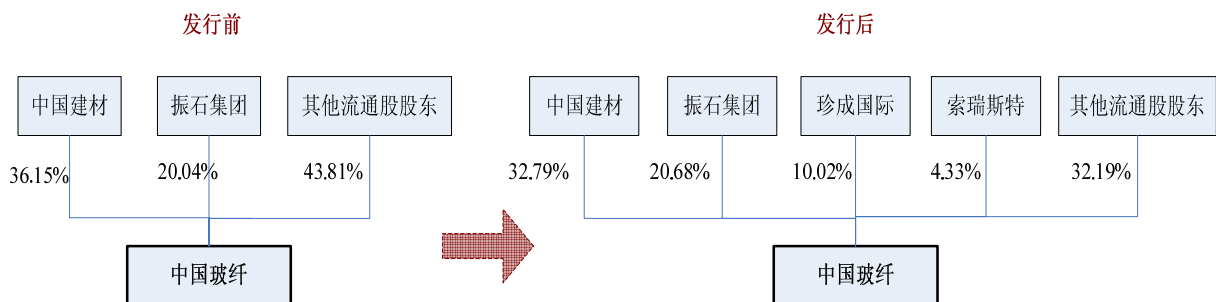 发行前
中国建材
振石集团
其他流通股股东
36.15%
20.04%
43.81%
中国玻纤
发行后
中国建材
振石集团
珍成国际
索瑞斯特
其他流通股股东
32.79%
20.68%
10.02%
4.33%
32.19%
中国玻纤